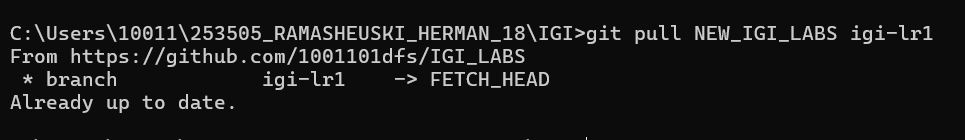 C:\Users\10011\253505_RAMASHEUSKI_HERMAN_18\IGI>git pull NEW_IGI_LABS igi-lr1
From https://github.com/1001101dfs/IGI_LABS
 * branch            igi-lr1    -> FETCH_HEAD
Already up to date.